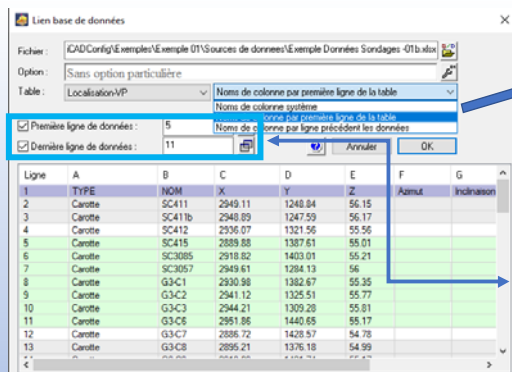 Lien base de données
Fichier : iCADConfig\Exemples\Exemple 01\Sources de donnees\Exemple Données Sondages -01b.xlsx
Option : Sans option particulière
Table : Localisation-VP Noms de colonne par première ligne de la table
Noms de colonne système
Noms de colonne par première ligne de la table
Noms de colonne par ligne précédent les données
Première ligne de données : 5
Dernière ligne de données : 11
Annuler OK
Ligne A B C D E F G
1 TYPE NOM X Y Z Azimut Inclinaison
2 Carotte SC411 2949.11 1248.84 56.15
3 Carotte SC411b 2948.89 1247.59 56.17
4 Carotte SC412 2936.07 1321.56 55.56
5 Carotte SC415 2889.88 1387.61 55.01
6 Carotte SC3085 2918.82 1403.01 55.21
7 Carotte SC3057 2949.61 1284.13 56
8 Carotte G3-C1 2930.98 1382.67 55.35
9 Carotte G3-C2 2941.12 1325.51 55.77
10 Carotte G3-C3 2944.21 1309.28 55.81
11 Carotte G3-C6 2951.86 1440.65 55.17
12 Carotte G3-C7 2886.72 1428.57 54.78
13 Carotte G3-C8 2895.21 1376.18 54.99